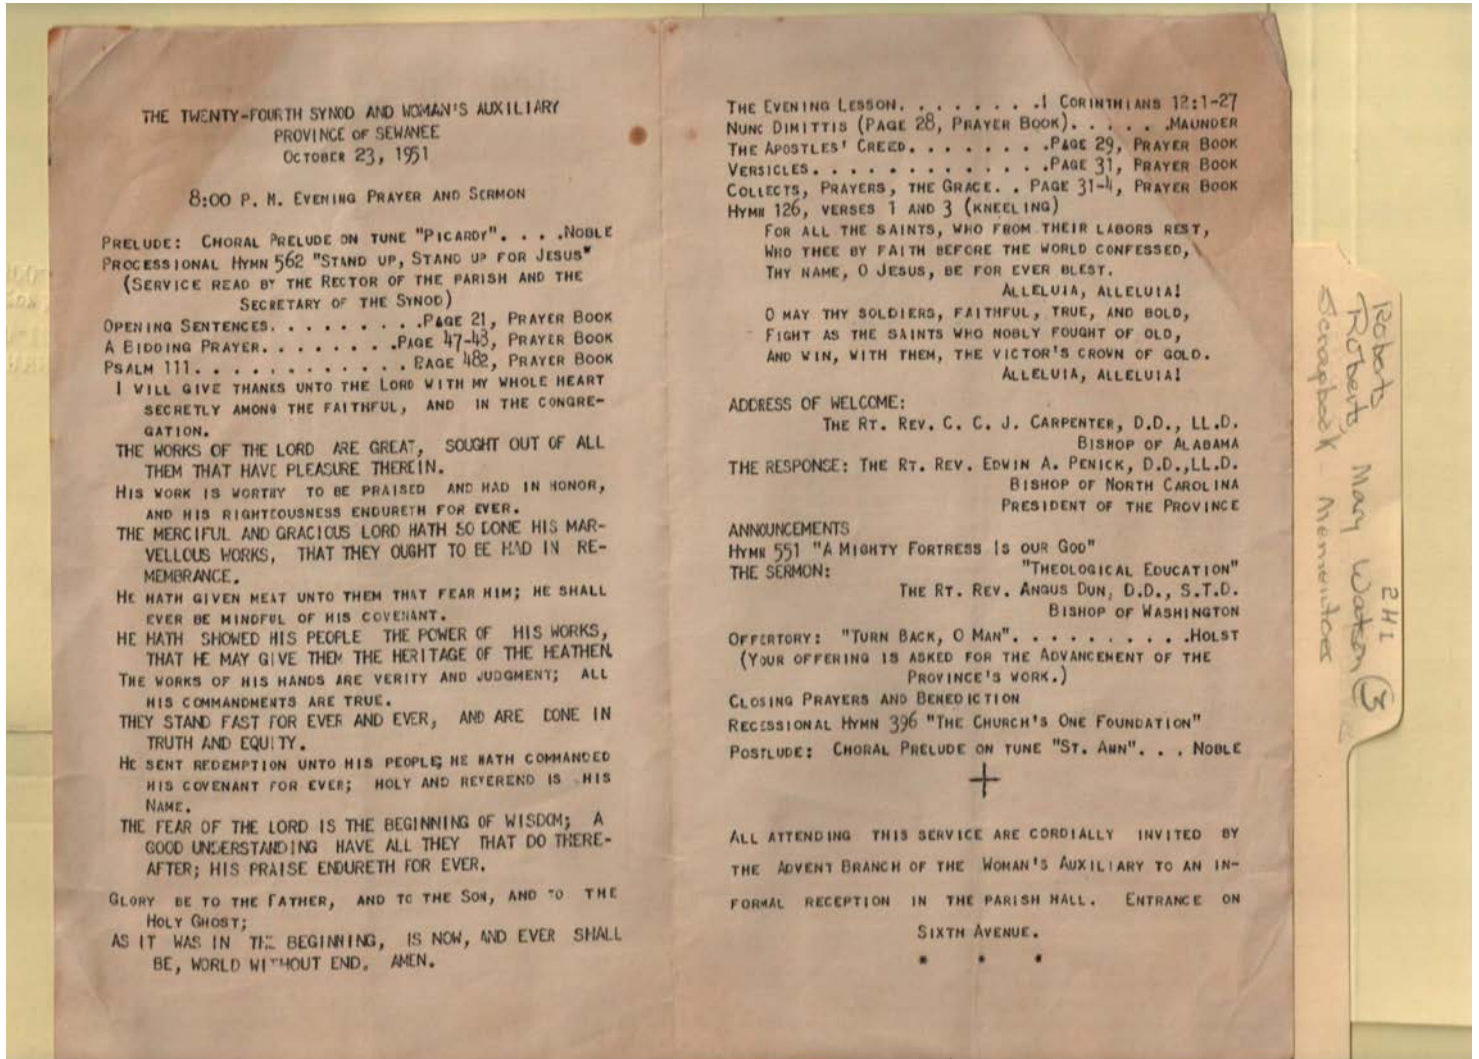 THE TWENTY-FOURTH SYNOD AND WOMAN'S AUXILIARY
PROVINCE OF SEWANEE
OCTOBER 23, 1951
8:00 P. M. EVENING PRAYER AND SERMON
PRELUDE: CHORAL PRELUDE ON TUNE "PICARDY". . . .NOBLE
PROCESSIONAL HYMN 562 "STAND UP, STAND UP FOR JESUS"
(SERVICE READ BY THE RECTOR OF THE PARISH AND THE
SECRETARY OF THE SYNOD)
OPENING SENTENCES. . . . . . . . .PAGE 21, PRAYER BOOK
A BIDDING PRAYER. . . . . . . .PAGE 47-48, PRAYER BOOK
PSALM 111. . . . . . . . . . . . PAGE 482, PRAYER BOOK
I WILL GIVE THANKS UNTO THE LORD WITH MY WHOLE HEART
SECRETLY AMONG THE FAITHFUL, AND IN THE CONGRE-
GATION.
THE WORKS OF THE LORD ARE GREAT, SOUGHT OUT OF ALL
THEM THAT HAVE PLEASURE THEREIN.
HIS WORK IS WORTHY TO BE PRAISED AND HAD IN HONOR,
AND HIS RIGHTEOUSNESS ENDURETH FOR EVER.
THE MERCIFUL AND GRACIOUS LORD HATH SO DONE HIS MAR-
VELLOUS WORKS, THAT THEY OUGHT TO BE HAD IN RE-
MEMBRANCE.
HE HATH GIVEN MEAT UNTO THEM THAT FEAR HIM; HE SHALL
EVER BE MINDFUL OF HIS COVENANT.
HE HATH SHOWED HIS PEOPLE THE POWER OF HIS WORKS,
THAT HE MAY GIVE THEM THE HERITAGE OF THE HEATHEN.
THE WORKS OF HIS HANDS ARE VERITY AND JUDGMENT; ALL
HIS COMMANDMENTS ARE TRUE.
THEY STAND FAST FOR EVER AND EVER, AND ARE DONE IN
TRUTH AND EQUITY.
HE SENT REDEMPTION UNTO HIS PEOPLE; HE HATH COMMANDED
HIS COVENANT FOR EVER; HOLY AND REVEREND IS HIS
NAME.
THE FEAR OF THE LORD IS THE BEGINNING OF WISDOM; A
GOOD UNDERSTANDING HAVE ALL THEY THAT DO THERE-
AFTER; HIS PRAISE ENDURETH FOR EVER.
GLORY BE TO THE FATHER, AND TO THE SON, AND TO THE
HOLY GHOST;
AS IT WAS IN THE BEGINNING, IS NOW, AND EVER SHALL
BE, WORLD WITHOUT END. AMEN.
THE EVENING LESSON. . . . . . . .I CORINTHIANS 12:1-27
NUNC DIMITTIS (PAGE 28, PRAYER BOOK). . . . . .MAUNDER
THE APOSTLES' CREED. . . . . . . .PAGE 29, PRAYER BOOK
VERSICLES. . . . . . . . . . . . .PAGE 31, PRAYER BOOK
COLLECTS, PRAYERS, THE GRACE. . PAGE 31-4, PRAYER BOOK
HYMN 126, VERSES 1 AND 3 (KNEELING)
FOR ALL THE SAINTS, WHO FROM THEIR LABORS REST,
WHO THEE BY FAITH BEFORE THE WORLD CONFESSED,
THY NAME, O JESUS, BE FOR EVER BLEST.
ALLELUIA, ALLELUIA!
O MAY THY SOLDIERS, FAITHFUL, TRUE, AND BOLD,
FIGHT AS THE SAINTS WHO NOBLY FOUGHT OF OLD,
AND WIN, WITH THEM, THE VICTOR'S CROWN OF GOLD.
ALLELUIA, ALLELUIA!
ADDRESS OF WELCOME:
THE RT. REV. C. C. J. CARPENTER, D.D., LL.D.
BISHOP OF ALABAMA
THE RESPONSE: THE RT. REV. EDWIN A. PENICK, D.D.,LL.D.
BISHOP OF NORTH CAROLINA
PRESIDENT OF THE PROVINCE
ANNOUNCEMENTS
HYMN 551 "A MIGHTY FORTRESS IS OUR GOD"
THE SERMON: "THEOLOGICAL EDUCATION"
THE RT. REV. ANGUS DUN, D.D., S.T.D.
BISHOP OF WASHINGTON
OFFERTORY: "TURN BACK, O MAN". . . . . . . . . .HOLST
(YOUR OFFERING IS ASKED FOR THE ADVANCEMENT OF THE
PROVINCE'S WORK.)
CLOSING PRAYERS AND BENEDICTION
RECESSIONAL HYMN 396 "THE CHURCH'S ONE FOUNDATION"
POSTLUDE: CHORAL PRELUDE ON TUNE "ST. ANN". . . NOBLE
ALL ATTENDING THIS SERVICE ARE CORDIALLY INVITED BY
THE ADVENT BRANCH OF THE WOMAN'S AUXILIARY TO AN IN-
FORMAL RECEPTION IN THE PARISH HALL. ENTRANCE ON
SIXTH AVENUE.
2H1
Roberts
Roberts, Mary Watson (3)
Scrapbook - Mementoes